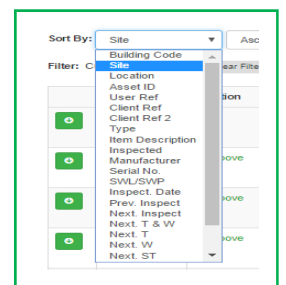 Sort By: Site Asc
Building Code
Filter: C Site ear Filte
Location
Asset ID
User Ref tion
Client Ref
Client Ref 2
Type
Item Description
Inspected
Manufacturer ove
Serial No.
SWL/SWP
Inspect. Date
Prev. Inspect ove
Next. Inspect
Next. T & W
Next. T
Next. W ove
Next. ST